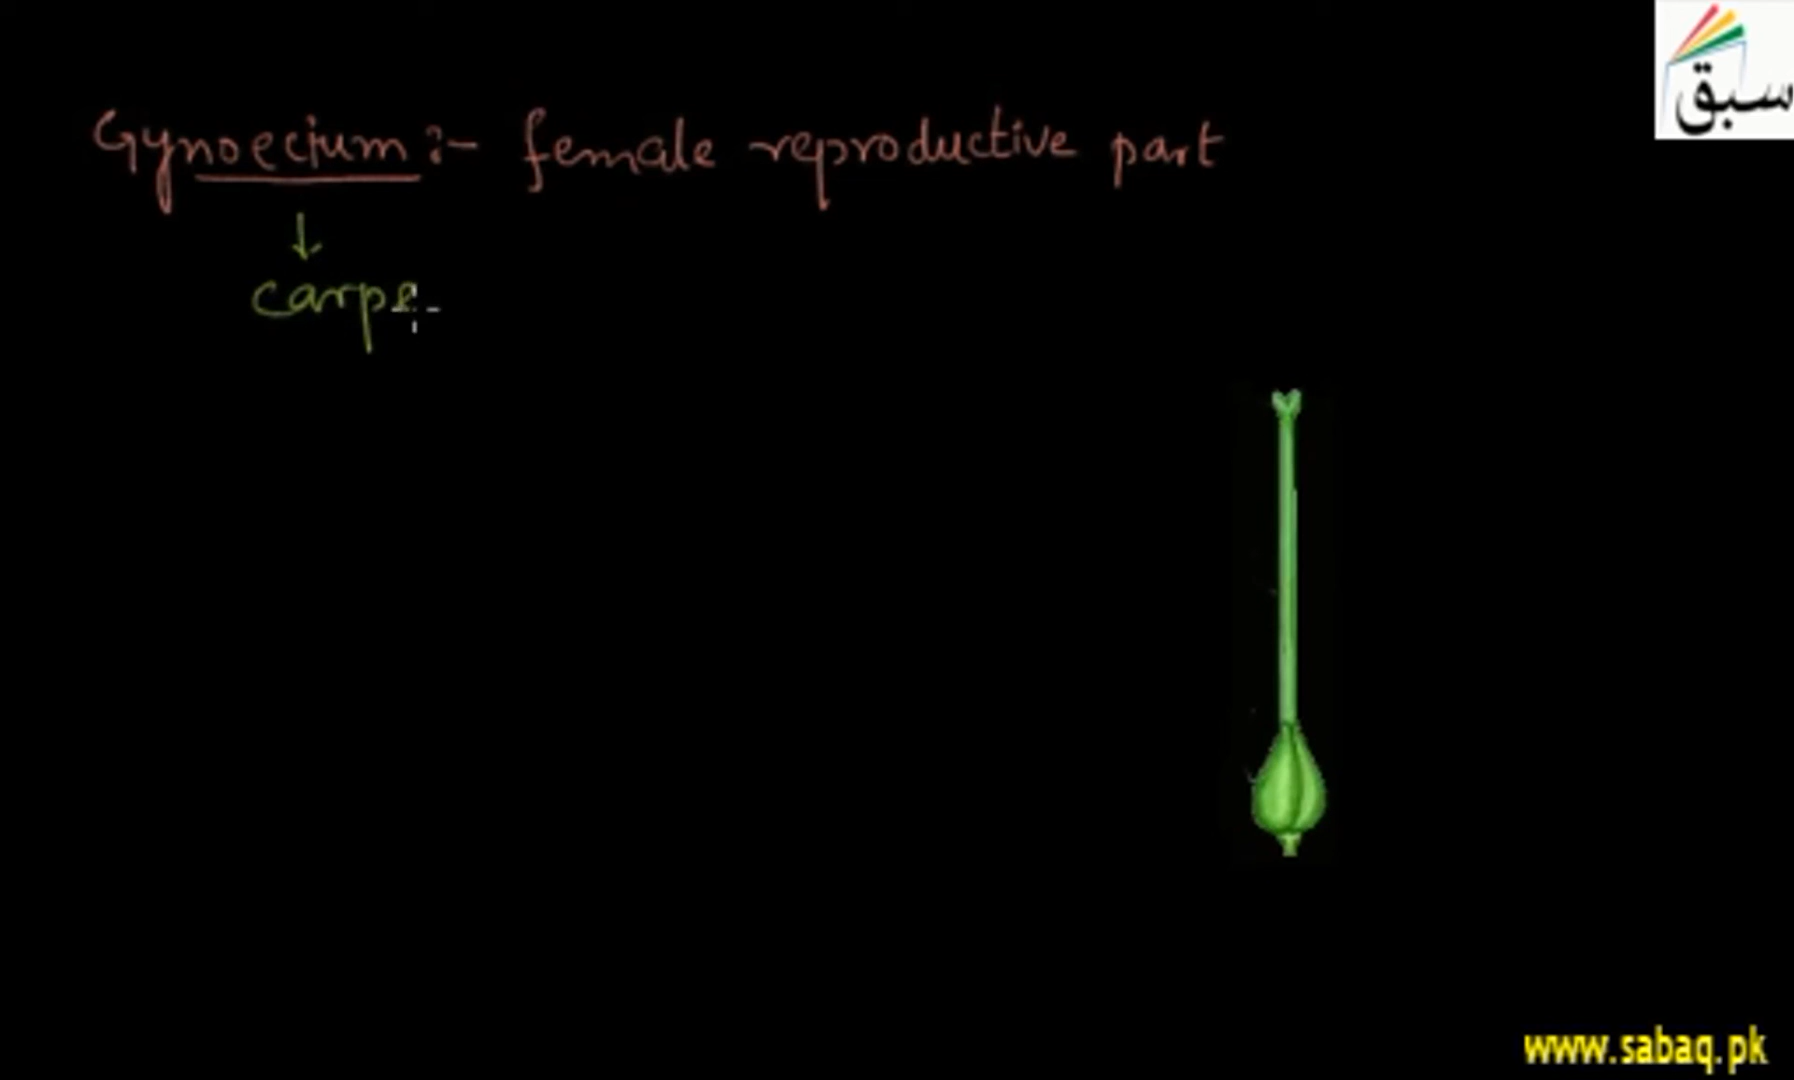 سبق
Gynoecium :- female reproductive part
↓
carpe
www.sabaq.pk